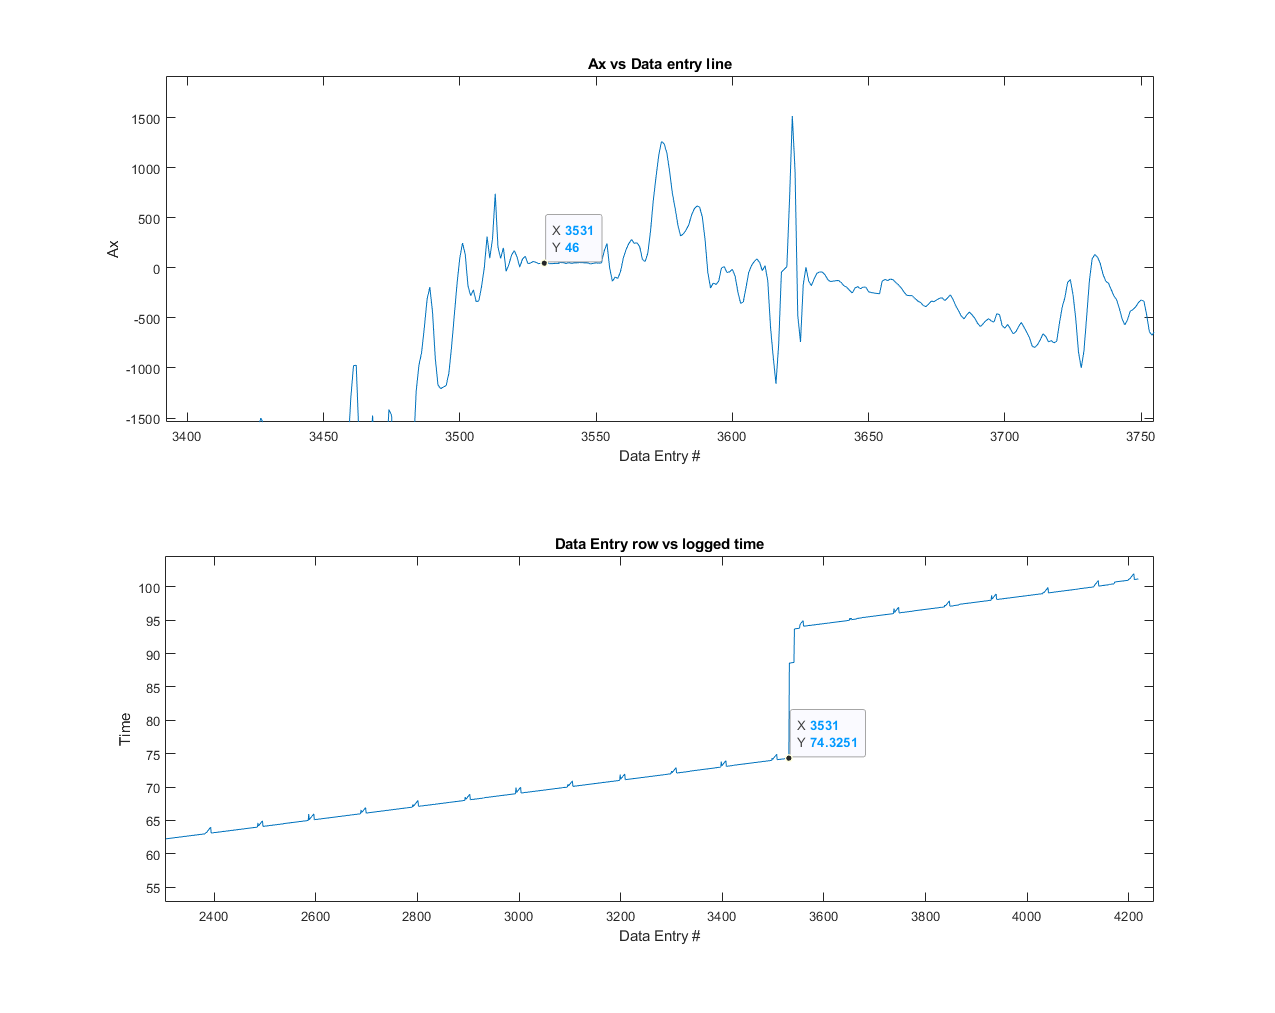 Ax vs Data entry line
1500
1000
500
0
-500
-1000
-1500
Ax
X 3531
Y 46
3400 3450 3500 3550 3600 3650 3700 3750
Data Entry #
Data Entry row vs logged time
100
95
90
85
80
75
70
65
60
55
Time
X 3531
Y 74.3251
2400 2600 2800 3000 3200 3400 3600 3800 4000 4200
Data Entry #